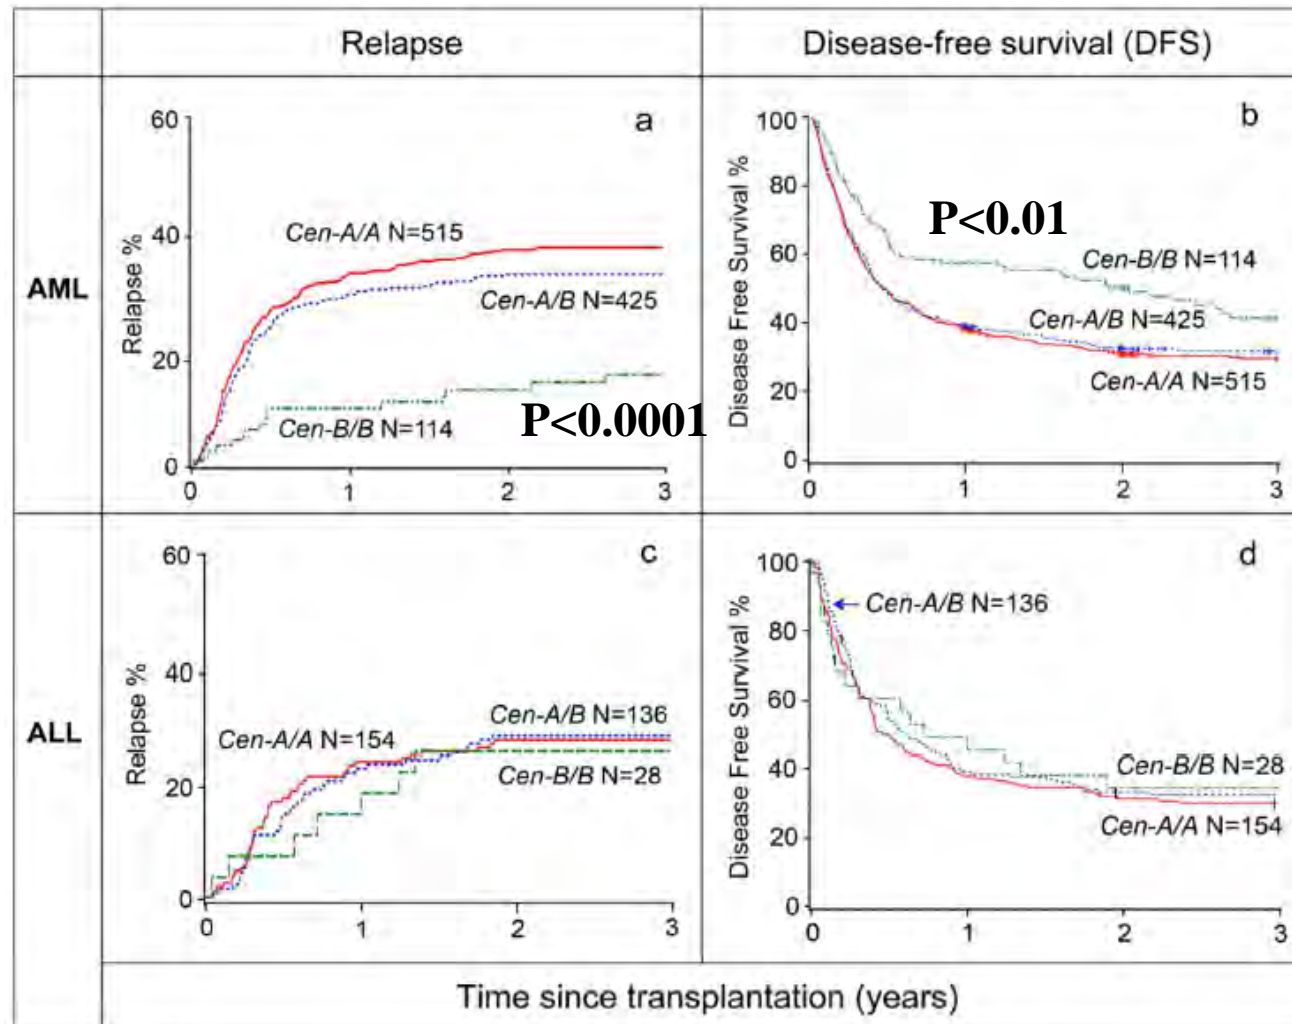 Relapse
Disease-free survival (DFS)
AML
a
Relapse %
60
40
20
0
0 1 2 3
Cen-A/A N=515
Cen-A/B N=425
Cen-B/B N=114
P<0.0001
b
Disease Free Survival %
100
80
60
40
20
0
0 1 2 3
P<0.01
Cen-B/B N=114
Cen-A/B N=425
Cen-A/A N=515
ALL
c
Relapse %
60
40
20
0
0 1 2 3
Cen-A/B N=136
Cen-A/A N=154
Cen-B/B N=28
d
Disease Free Survival %
100
80
60
40
20
0
0 1 2 3
Cen-A/B N=136
Cen-B/B N=28
Cen-A/A N=154
Time since transplantation (years)